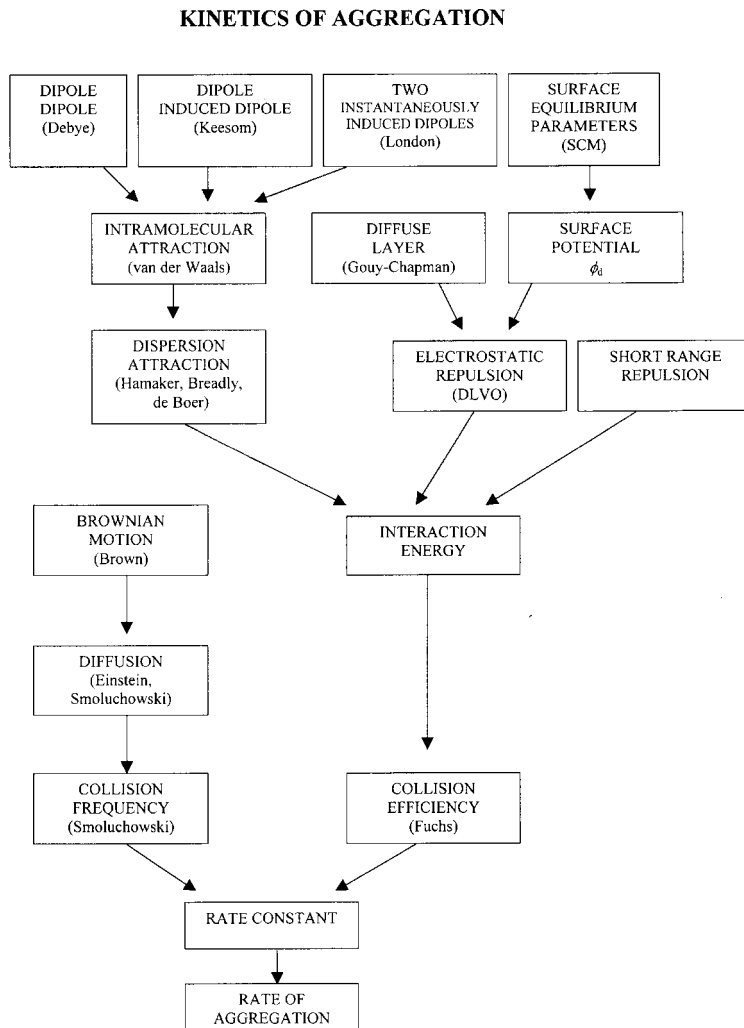 KINETICS OF AGGREGATION
DIPOLE
DIPOLE
(Debye)
DIPOLE
INDUCED DIPOLE
(Keesom)
TWO
INSTANTANEOUSLY
INDUCED DIPOLES
(London)
SURFACE
EQUILIBRIUM
PARAMETERS
(SCM)
INTRAMOLECULAR
ATTRACTION
(van der Waals)
DIFFUSE
LAYER
(Gouy-Chapman)
SURFACE
POTENTIAL
ϕd
DISPERSION
ATTRACTION
(Hamaker, Breadly,
de Boer)
ELECTROSTATIC
REPULSION
(DLVO)
SHORT RANGE
REPULSION
BROWNIAN
MOTION
(Brown)
INTERACTION
ENERGY
DIFFUSION
(Einstein,
Smoluchowski)
COLLISION
FREQUENCY
(Smoluchowski)
COLLISION
EFFICIENCY
(Fuchs)
RATE CONSTANT
RATE OF
AGGREGATION